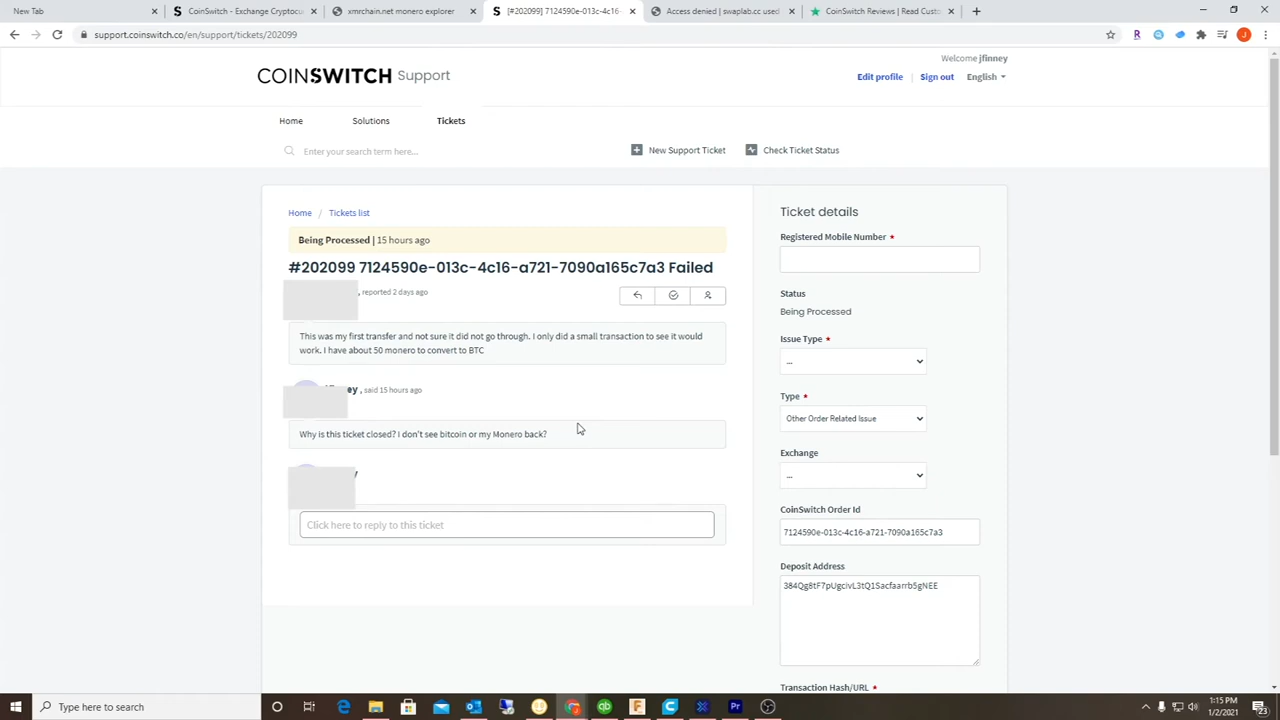 New Tab
CoinSwitch - Exchange Cryptocu
xmrchain.net monero explorer
[#202099] 7124590e-013c-4c16-
Access denied | swaplab.cc used
CoinSwitch Reviews | Read Custo
support.coinswitch.co/en/support/tickets/202099
Welcome jfinney
COINSWITCH Support
Edit profile | Sign out English
Home Solutions Tickets
Enter your search term here...
New Support Ticket Check Ticket Status
Home / Tickets list
Being Processed | 15 hours ago
#202099 7124590e-013c-4c16-a721-7090a165c7a3 Failed
, reported 2 days ago
This was my first transfer and not sure it did not go through. I only did a small transaction to see it would
work. I have about 50 monero to convert to BTC
ey , said 15 hours ago
Why is this ticket closed? I don't see bitcoin or my Monero back?
Click here to reply to this ticket
Ticket details
Registered Mobile Number *
Status
Being Processed
Issue Type *
...
Type *
Other Order Related Issue
Exchange
...
CoinSwitch Order Id
7124590e-013c-4c16-a721-7090a165c7a3
Deposit Address
384Qg8tF7pUgcivL3tQ1Sacfaarrb5gNEE
Transaction Hash/URL *
Type here to search
1:15 PM
1/2/2021